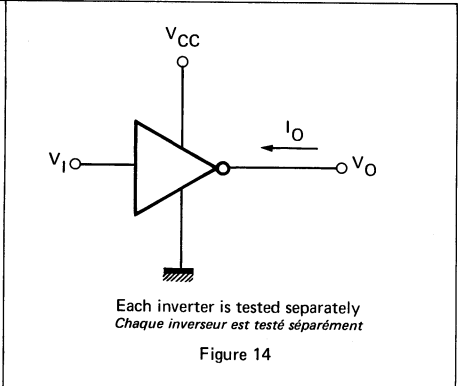 VCC
IO
VI
VO
Each inverter is tested separately
Chaque inverseur est testé séparément
Figure 14